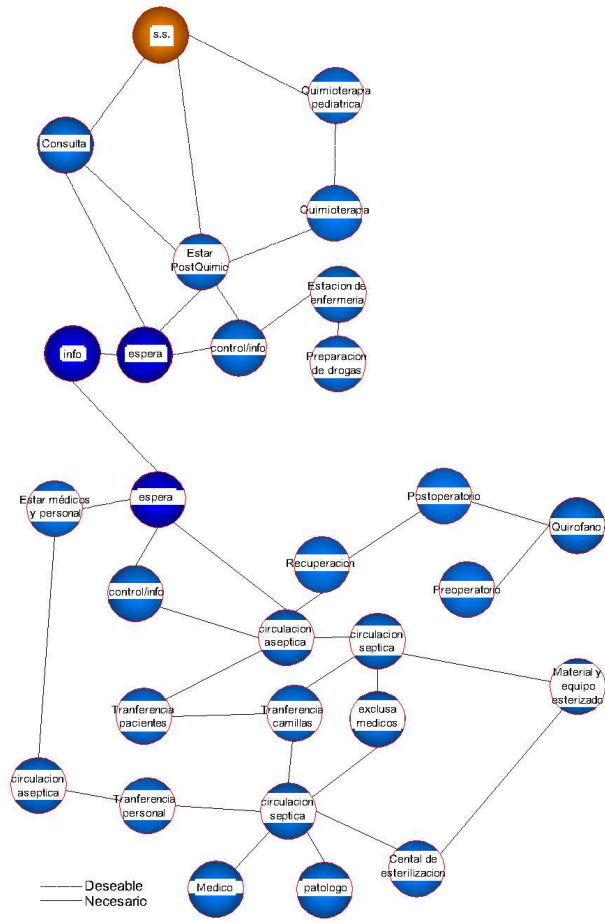 s.s.
Quimioterapia
pediatrica
Consulta
Quimioterapia
Estar
PostQuimio
Estacion de
enfermeria
info
espera
control/info
Preparacion
de drogas
Estar médicos
y personal
espera
Postoperatorio
Quirofano
Recuperacion
Preoperatorio
control/info
circulacion
aseptica
circulacion
septica
Material y
equipo
esterizado
Tranferencia
pacientes
Tranferencia
camillas
exclusa
medicos
circulacion
aseptica
Tranferencia
personal
circulacion
septica
Cental de
esterilizacion
Medico
patologo
Deseable
Necesario